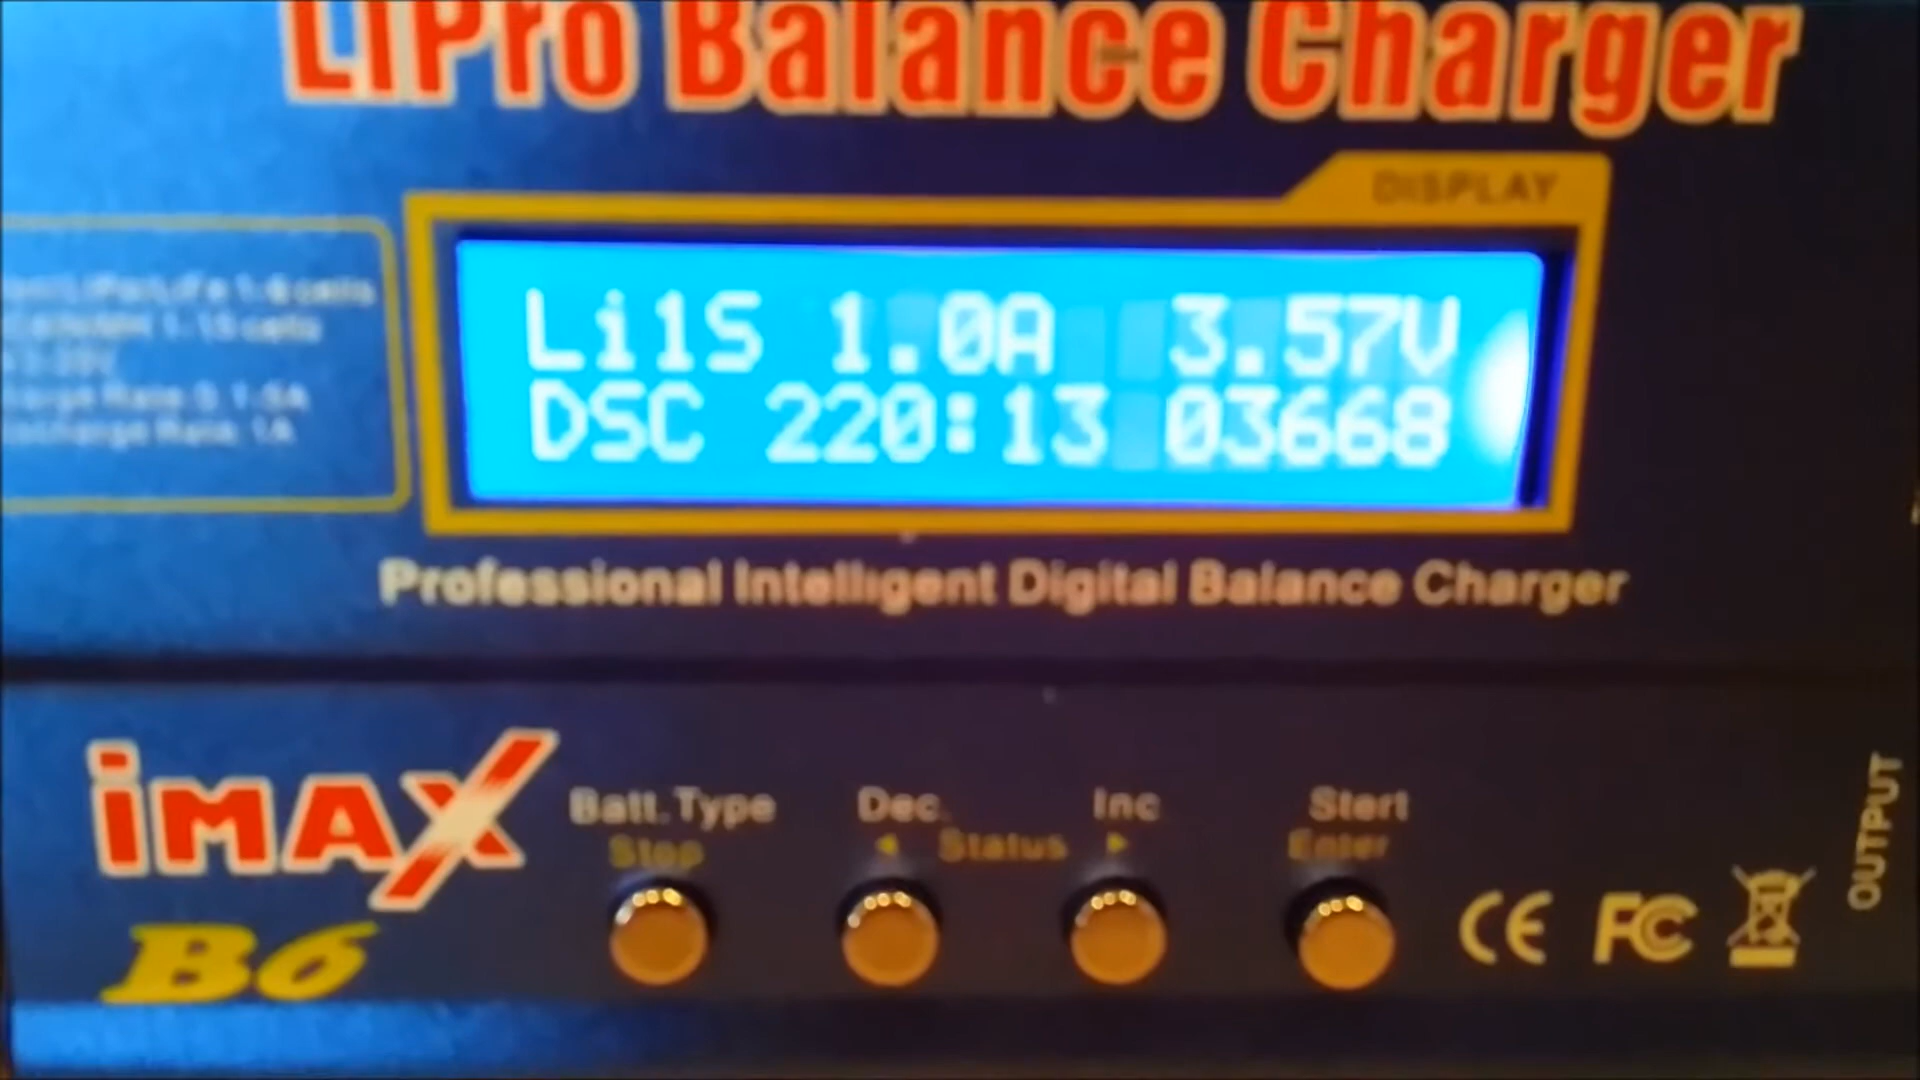 LiPro Balance Charger
DISPLAY
Li1S 1.0A 3.57V
DSC 220:13 03668
Professional Intelligent Digital Balance Charger
iMAX
B6
Batt. Type
Stop
Dec.
Status
Inc
Start
Enter
CE FC
OUTPUT